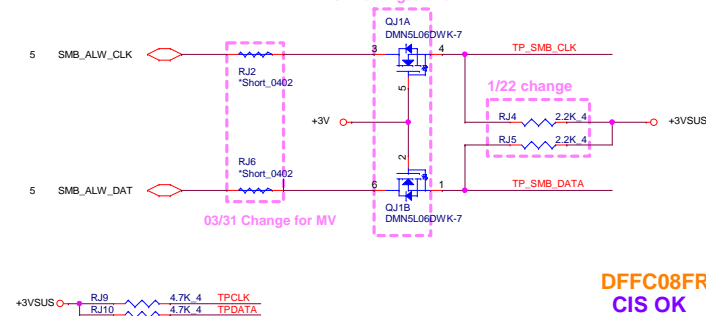 QJ1A
DMN5L06DWK-7
5 SMB_ALW_CLK 3 4 TP_SMB_CLK
RJ2
*Short_0402
5
1/22 change
+3V RJ4 2.2K_4 +3VSUS
RJ5 2.2K_4
2
RJ6
*Short_0402
5 SMB_ALW_DAT 6 1 TP_SMB_DATA
QJ1B
DMN5L06DWK-7
03/31 Change for MV
DFFC08FR
CIS OK
+3VSUS RJ9 4.7K_4 TPCLK
RJ10 4.7K_4 TPDATA